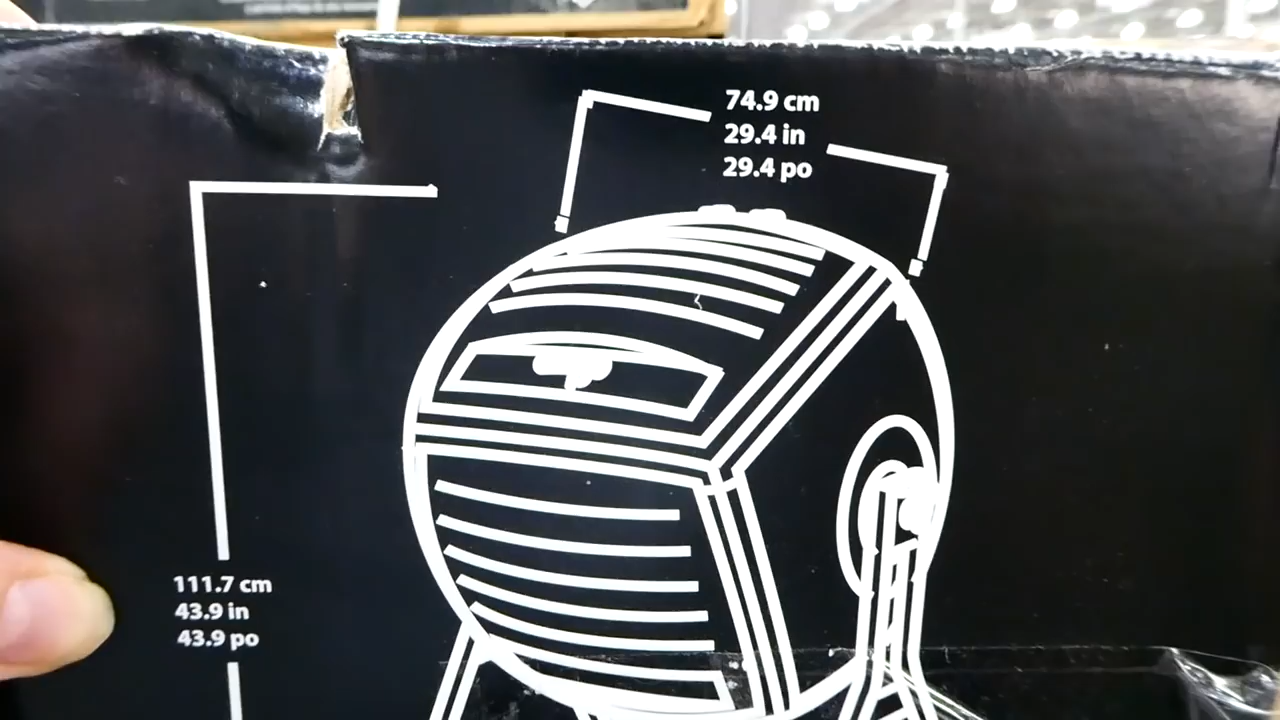 74.9 cm
29.4 in
29.4 po
111.7 cm
43.9 in
43.9 po